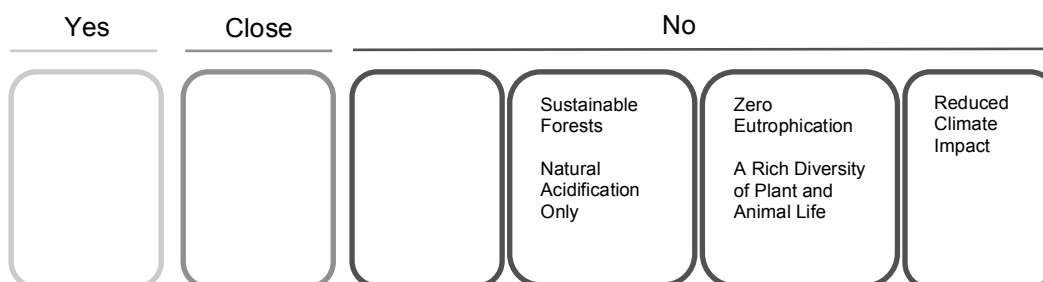 Yes
Close
No
Sustainable
Forests
Natural
Acidification
Only
Zero
Eutrophication
A Rich Diversity
of Plant and
Animal Life
Reduced
Climate
Impact